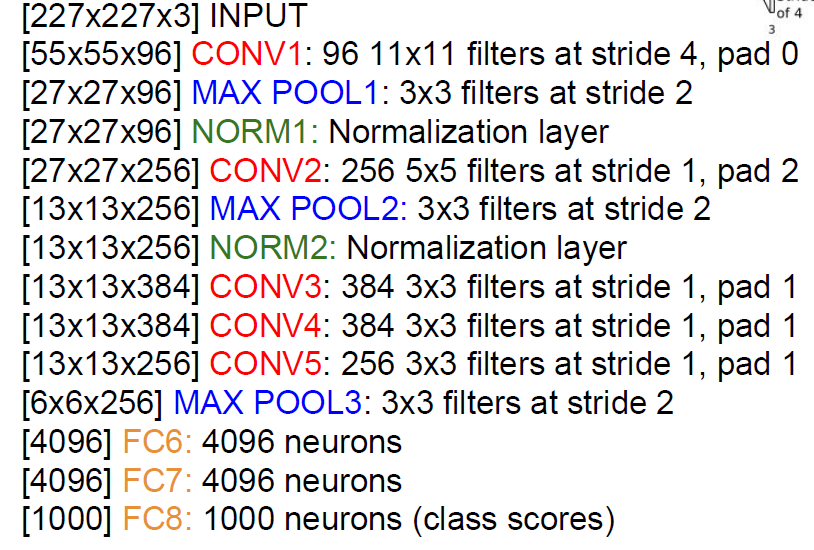 [227x227x3] INPUT
of 4
3
[55x55x96] CONV1: 96 11x11 filters at stride 4, pad 0
[27x27x96] MAX POOL1: 3x3 filters at stride 2
[27x27x96] NORM1: Normalization layer
[27x27x256] CONV2: 256 5x5 filters at stride 1, pad 2
[13x13x256] MAX POOL2: 3x3 filters at stride 2
[13x13x256] NORM2: Normalization layer
[13x13x384] CONV3: 384 3x3 filters at stride 1, pad 1
[13x13x384] CONV4: 384 3x3 filters at stride 1, pad 1
[13x13x256] CONV5: 256 3x3 filters at stride 1, pad 1
[6x6x256] MAX POOL3: 3x3 filters at stride 2
[4096] FC6: 4096 neurons
[4096] FC7: 4096 neurons
[1000] FC8: 1000 neurons (class scores)